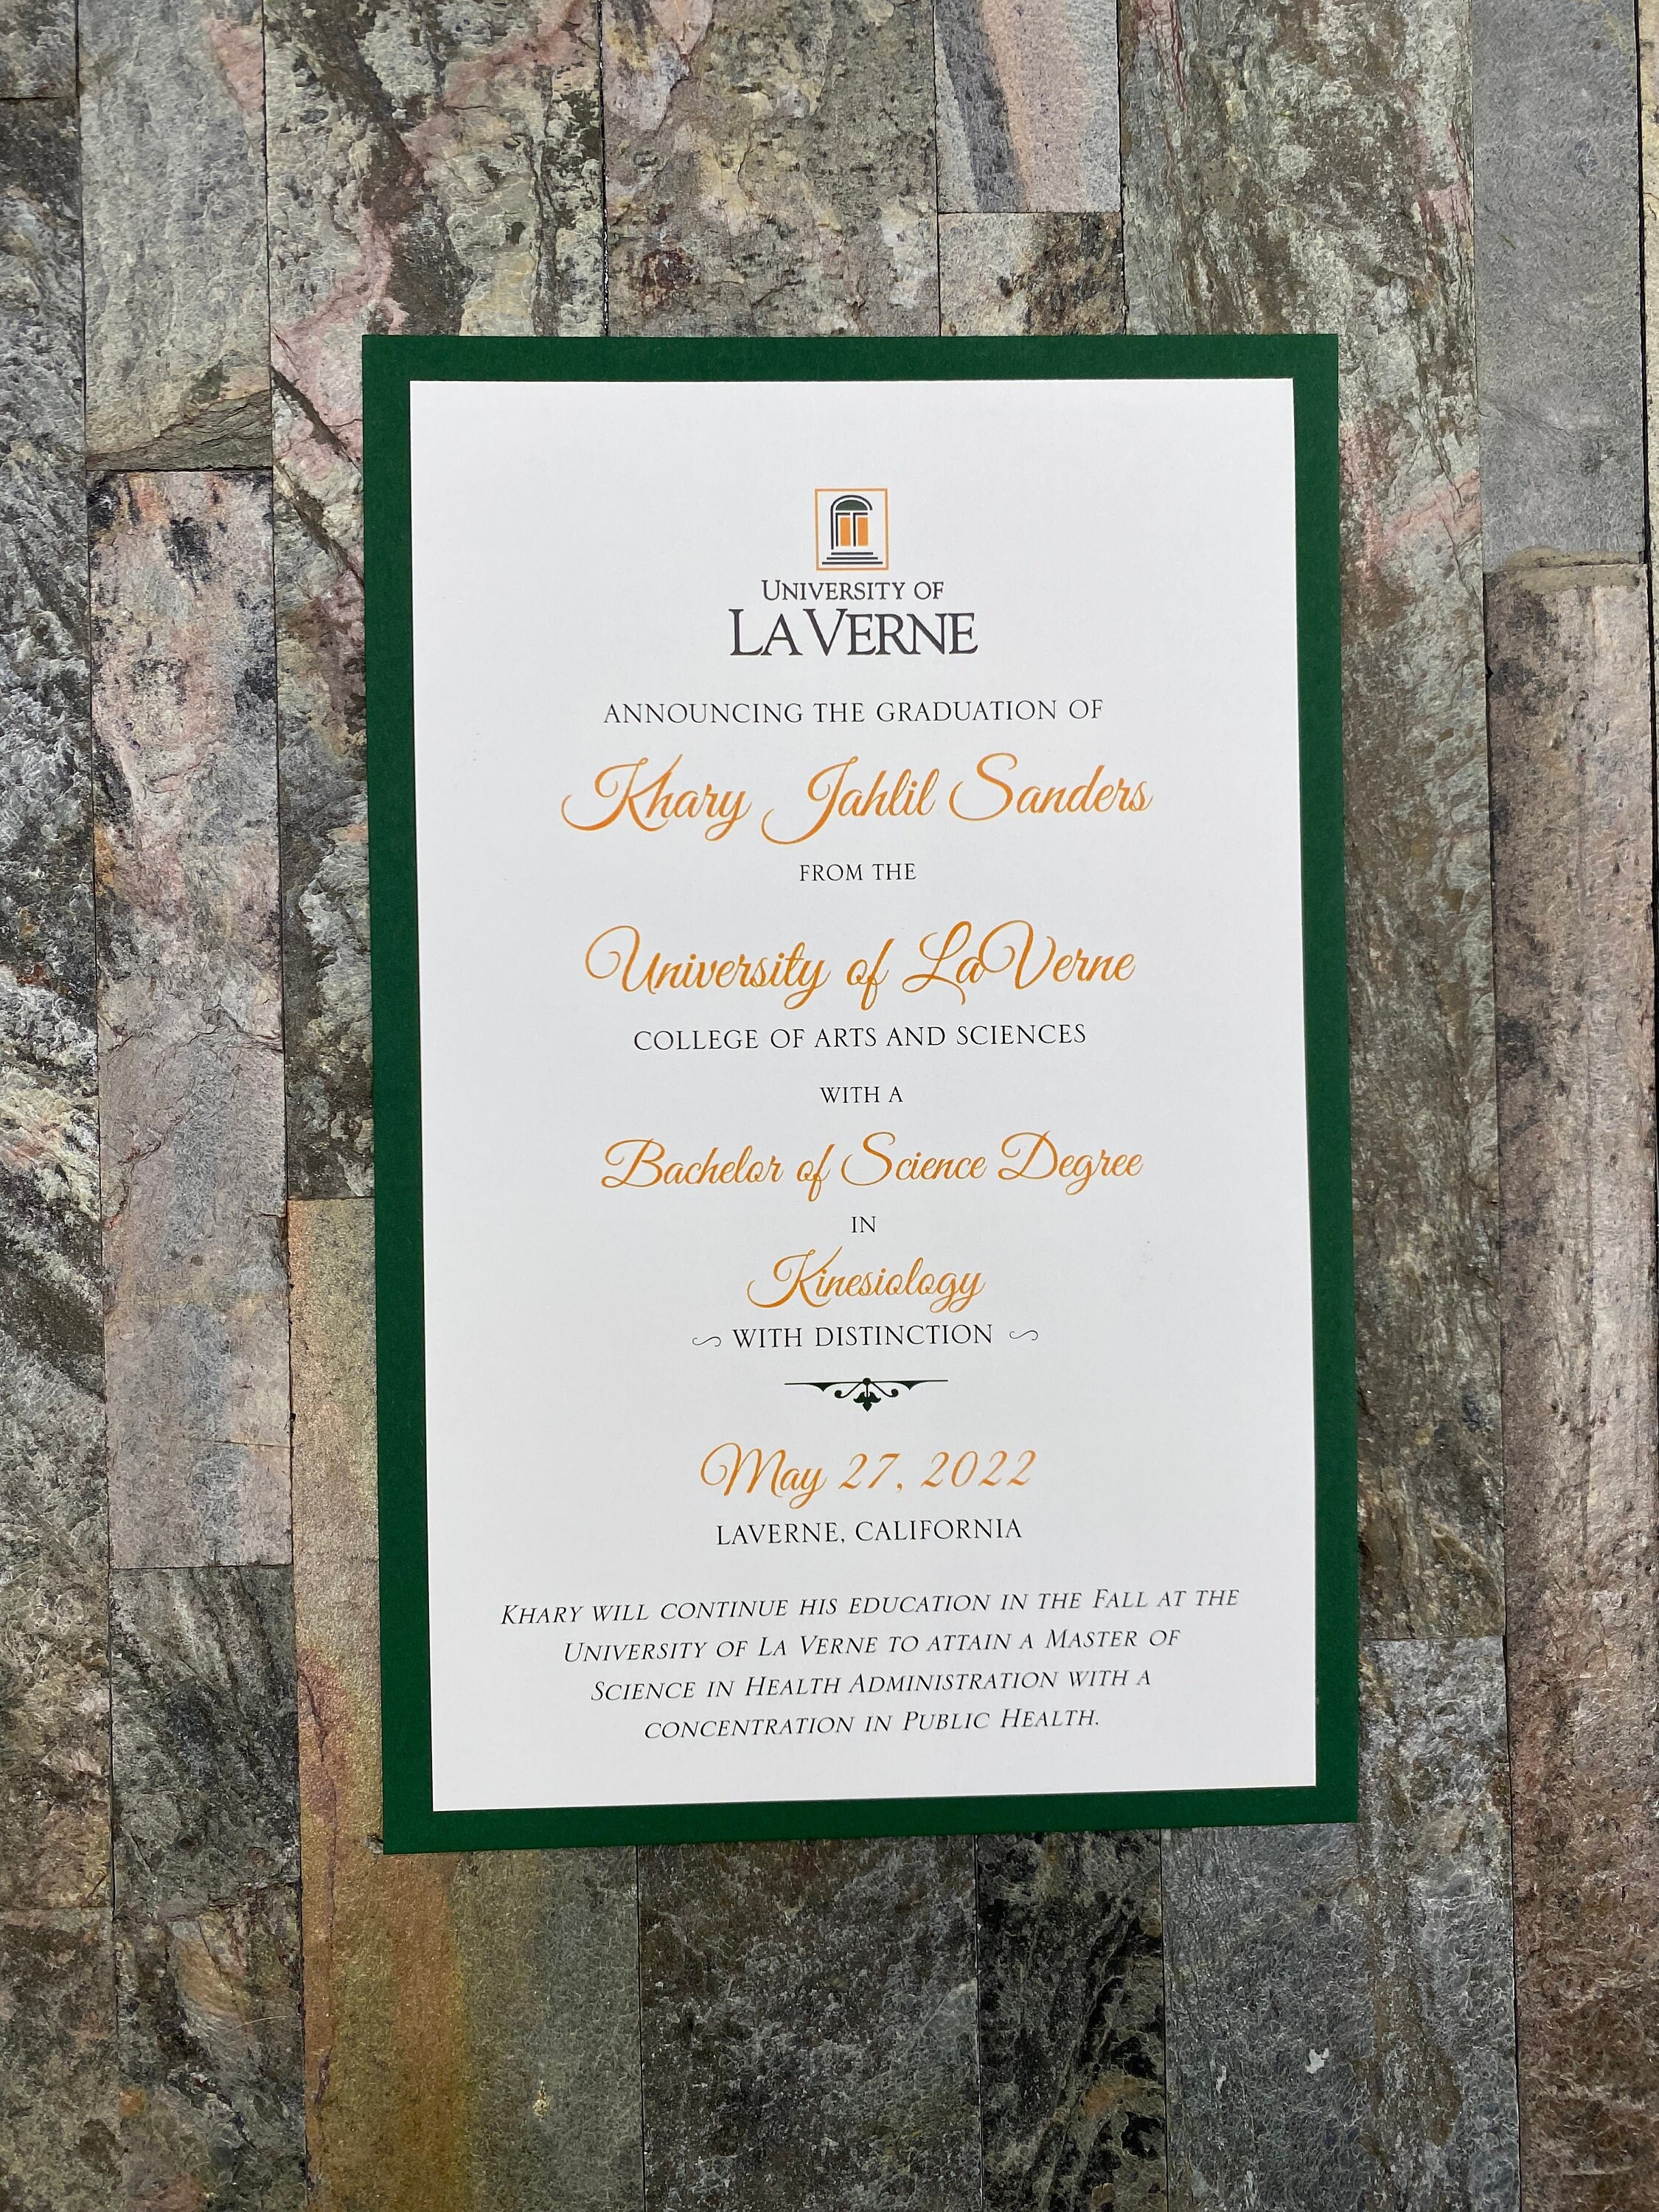 UNIVERSITY OF
LA VERNE
ANNOUNCING THE GRADUATION OF
Khary Jahlil Sanders
FROM THE
University of LaVerne
COLLEGE OF ARTS AND SCIENCES
WITH A
Bachelor of Science Degree
IN
Kinesiology
WITH DISTINCTION
May 27, 2022
LAVERNE, CALIFORNIA
KHARY WILL CONTINUE HIS EDUCATION IN THE FALL AT THE
UNIVERSITY OF LA VERNE TO ATTAIN A MASTER OF
SCIENCE IN HEALTH ADMINISTRATION WITH A
CONCENTRATION IN PUBLIC HEALTH.